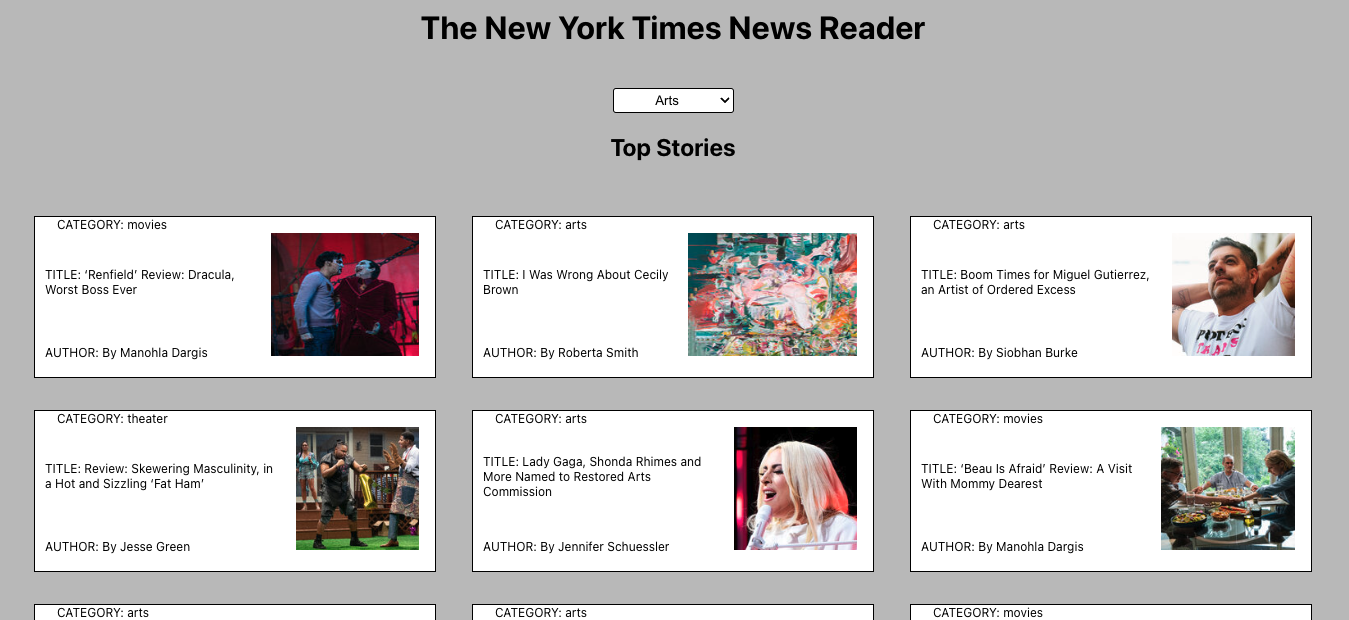 The New York Times News Reader
Arts
Top Stories
CATEGORY: movies
TITLE: ‘Renfield’ Review: Dracula,
Worst Boss Ever
AUTHOR: By Manohla Dargis
CATEGORY: arts
TITLE: I Was Wrong About Cecily
Brown
AUTHOR: By Roberta Smith
CATEGORY: arts
TITLE: Boom Times for Miguel Gutierrez,
an Artist of Ordered Excess
AUTHOR: By Siobhan Burke
CATEGORY: theater
TITLE: Review: Skewering Masculinity, in
a Hot and Sizzling ‘Fat Ham’
AUTHOR: By Jesse Green
CATEGORY: arts
TITLE: Lady Gaga, Shonda Rhimes and
More Named to Restored Arts
Commission
AUTHOR: By Jennifer Schuessler
CATEGORY: movies
TITLE: ‘Beau Is Afraid’ Review: A Visit
With Mommy Dearest
AUTHOR: By Manohla Dargis
CATEGORY: arts
CATEGORY: arts
CATEGORY: movies